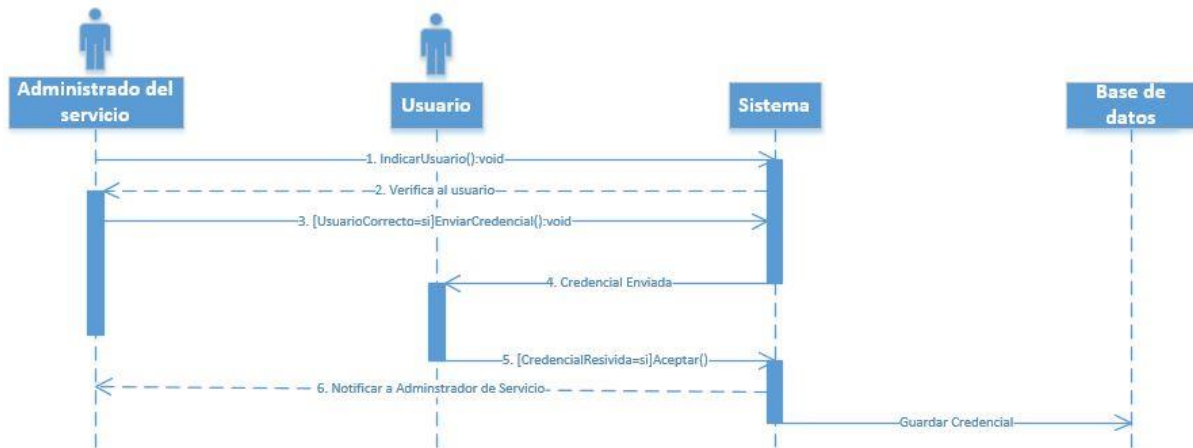 Administrado del
servicio
Usuario
Sistema
Base de
datos
1. IndicarUsuario():void
2. Verifica al usuario
3. [UsuarioCorrecto=si]EnviarCredencial():void
4. Credencial Enviada
5. [CredencialResivida=si]Aceptar()
6. Notificar a Adminstrador de Servicio
Guardar Credencial